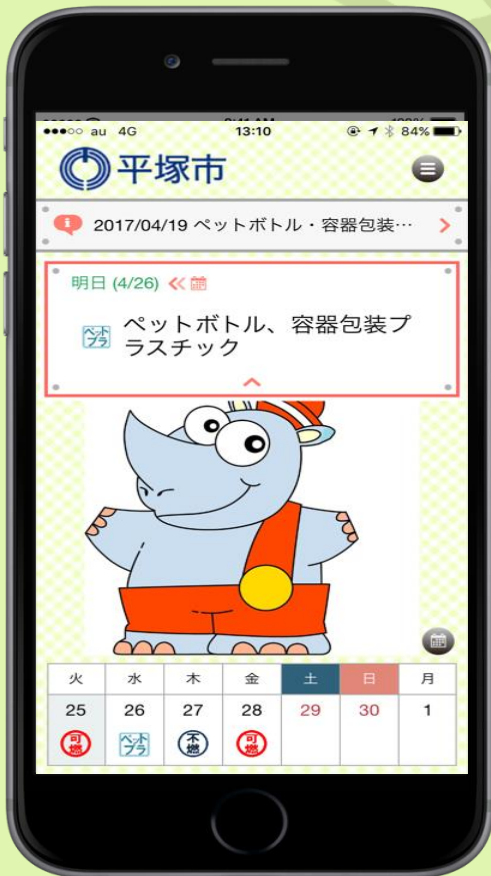 ●●●○○ au 4G 13:10 84%
平塚市
2017/04/19 ペットボトル・容器包装…
明日 (4/26)
ペット
プラ
ペットボトル、容器包装プ
ラスチック
火 水 木 金 土 日 月
25 26 27 28 29 30 1
可燃 ペットプラ 不燃 可燃